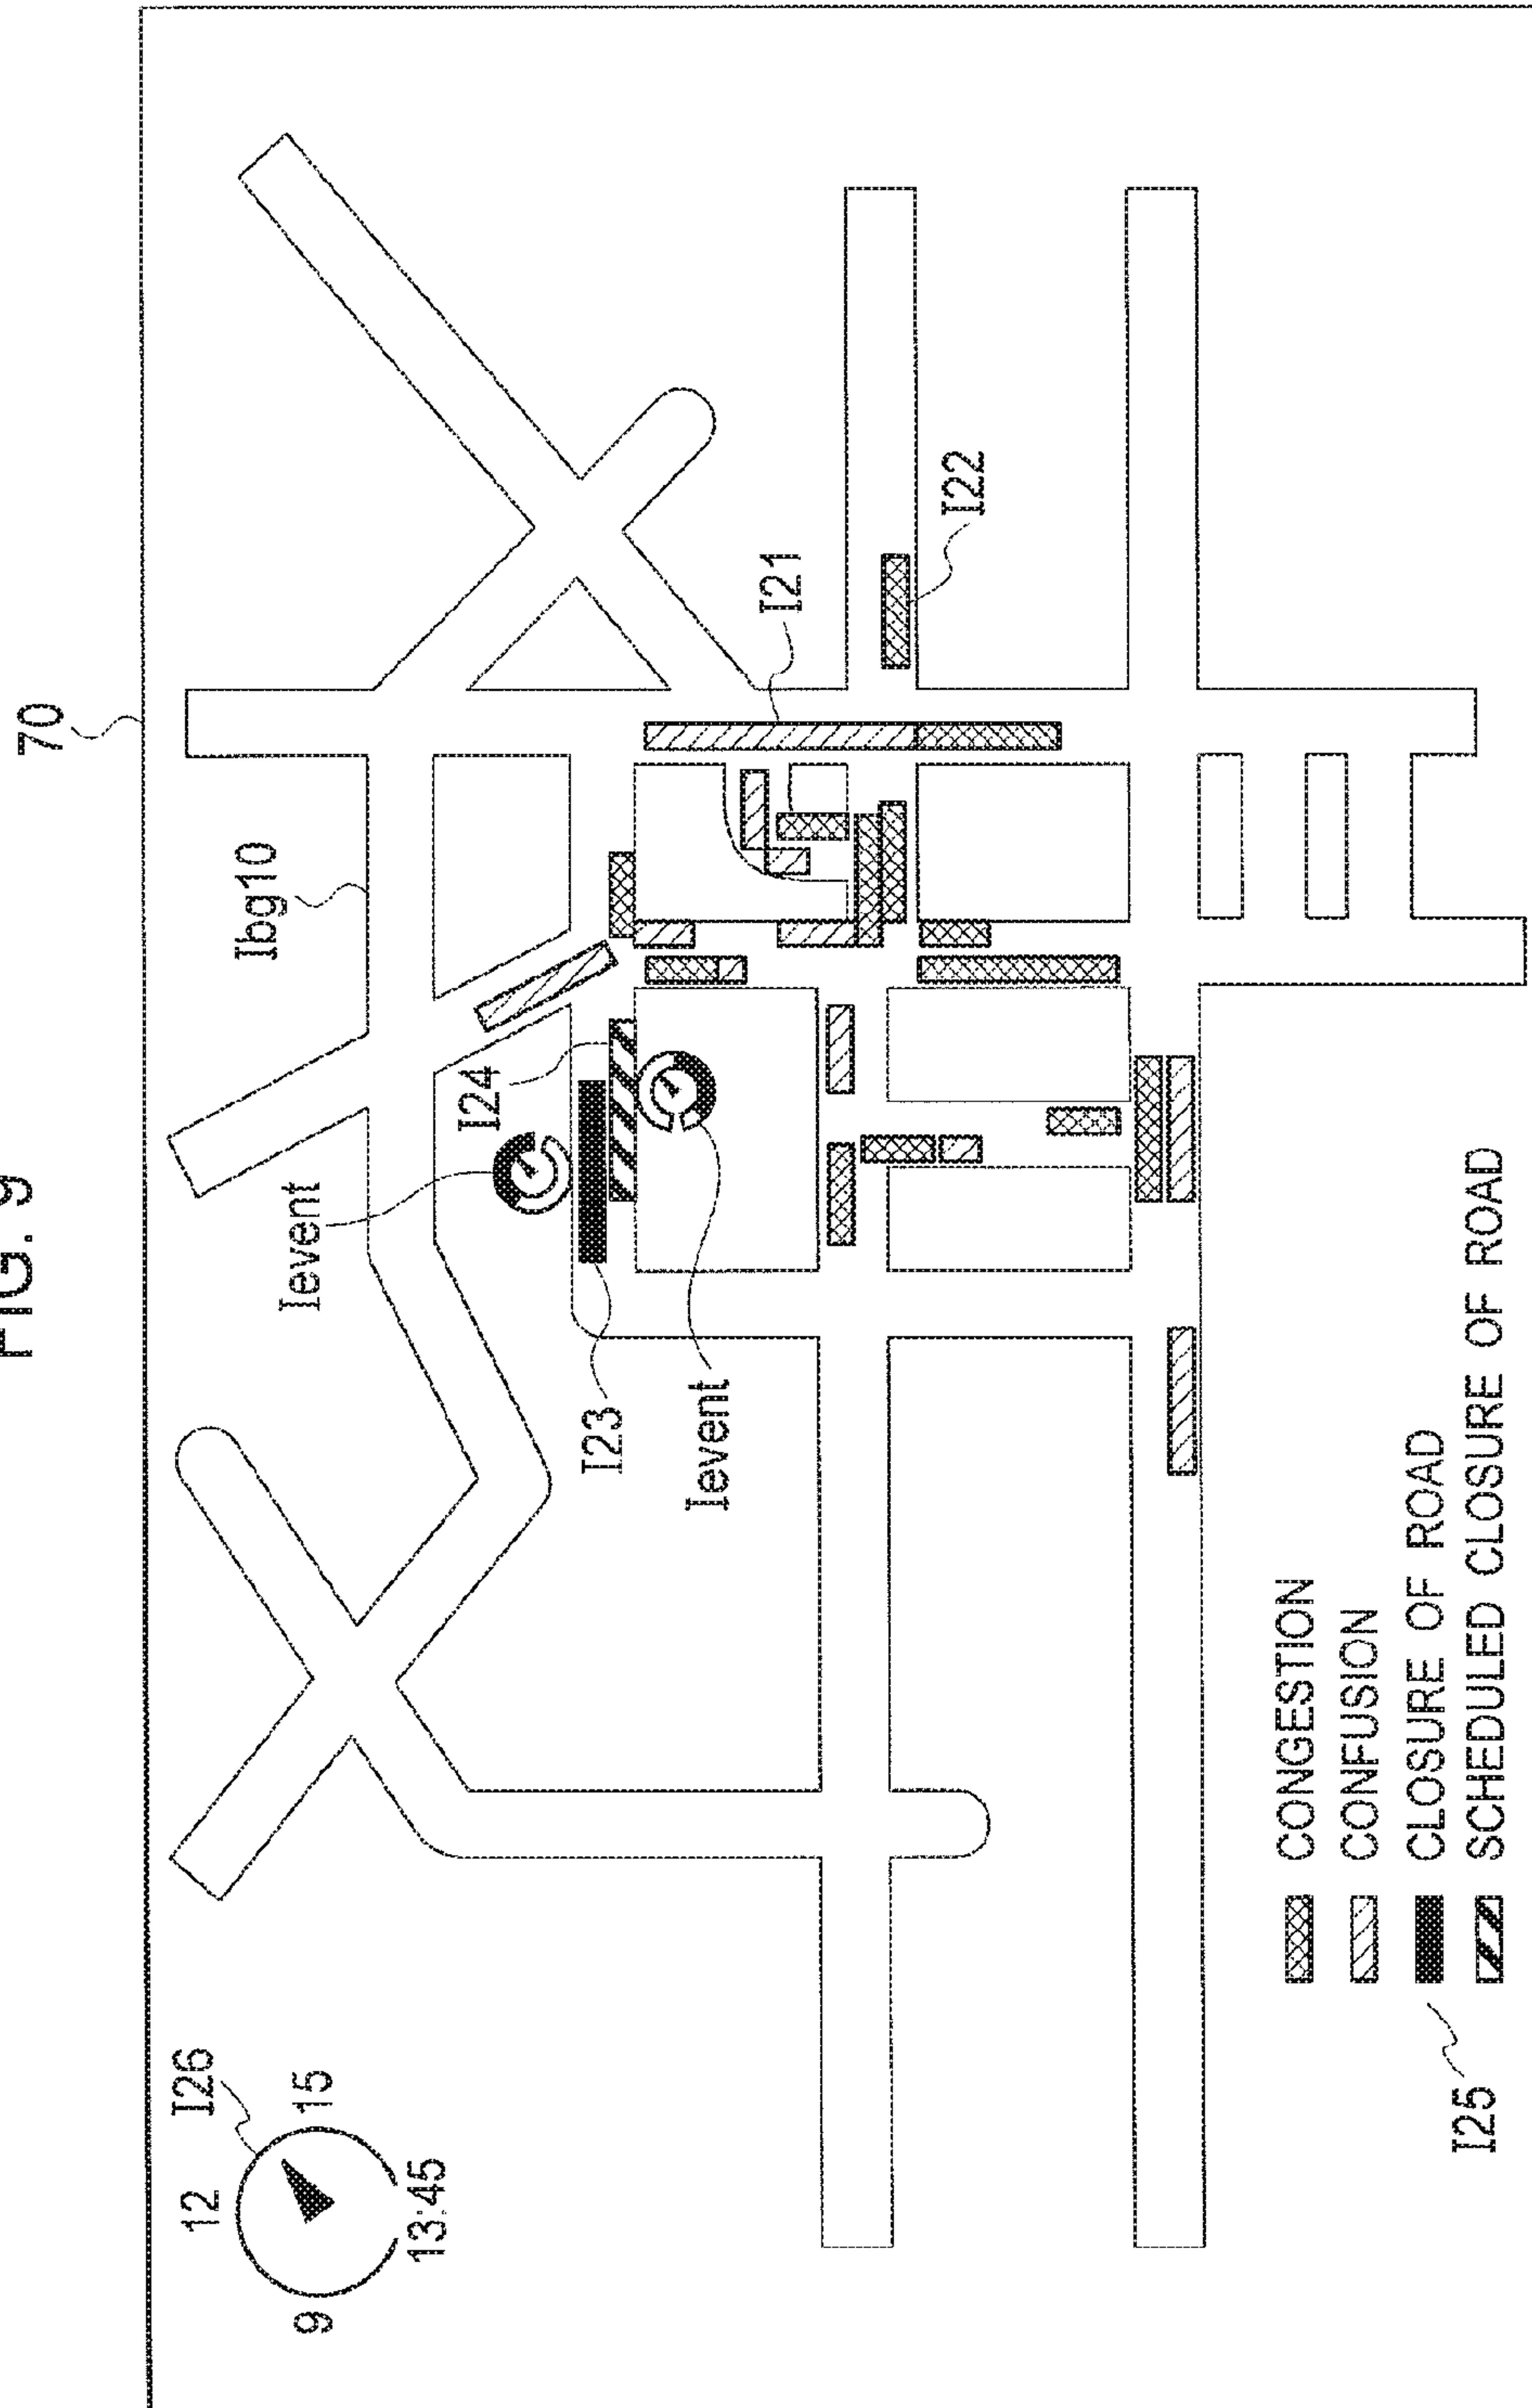 FIG. 9
70
I26
12
15
9
13:45
Ibg10
Ievent
I24
I23
Ievent
I21
I22
I25
CONGESTION
CONFUSION
CLOSURE OF ROAD
SCHEDULED CLOSURE OF ROAD